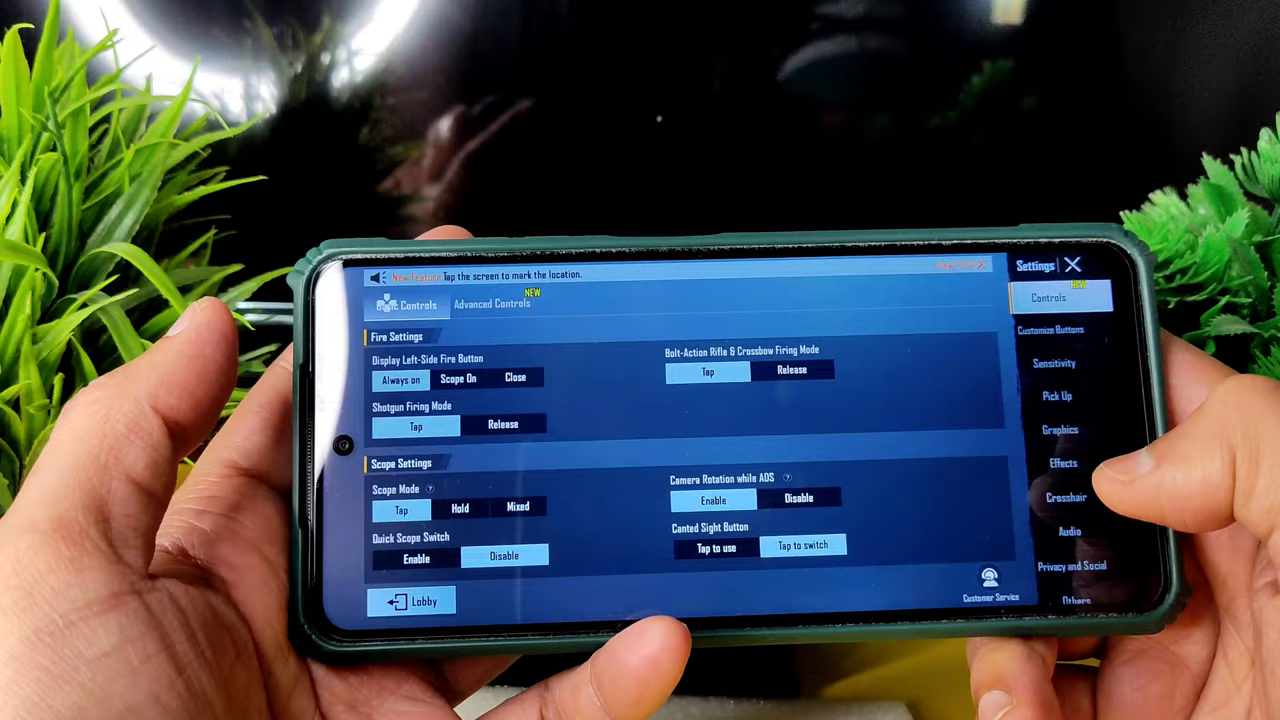 New Feature: Tap the screen to mark the location.
Settings
Controls
Advanced Controls
NEW
NEW
Controls
Fire Settings
Display Left-Side Fire Button
Always on
Scope On
Close
Bolt-Action Rifle & Crossbow Firing Mode
Tap
Release
Shotgun Firing Mode
Tap
Release
Scope Settings
Scope Mode ?
Tap
Hold
Mixed
Camera Rotation while ADS ?
Enable
Disable
Quick Scope Switch
Enable
Disable
Canted Sight Button
Tap to use
Tap to switch
Lobby
Customer Service
Customize Buttons
Sensitivity
Pick Up
Graphics
Effects
Crosshair
Audio
Privacy and Social
Others